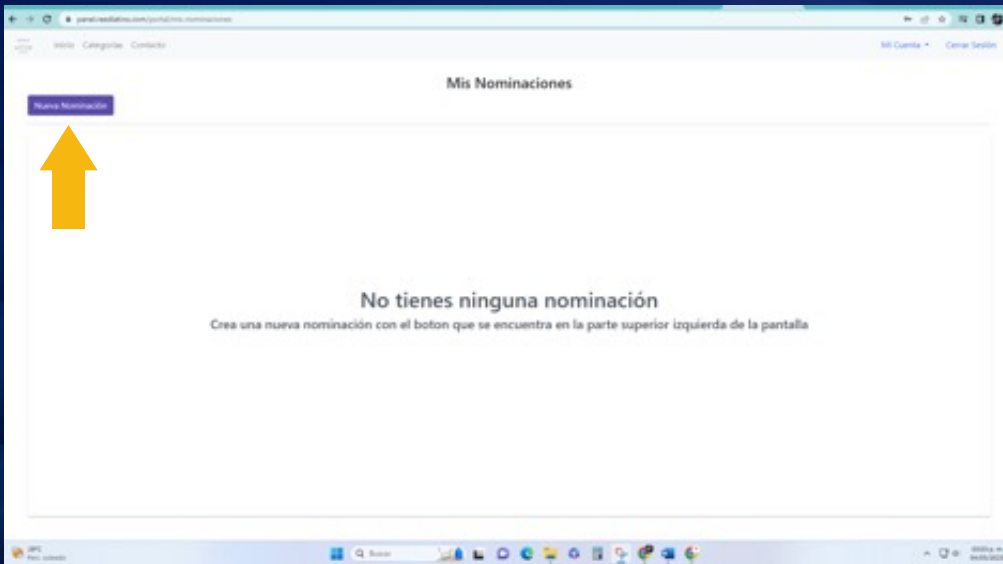 Inicio Categorías Contacto
Mi Cuenta Cerrar Sesión
Mis Nominaciones
Nueva Nominación
No tienes ninguna nominación
Crea una nueva nominación con el boton que se encuentra en la parte superior izquierda de la pantalla
Buscar